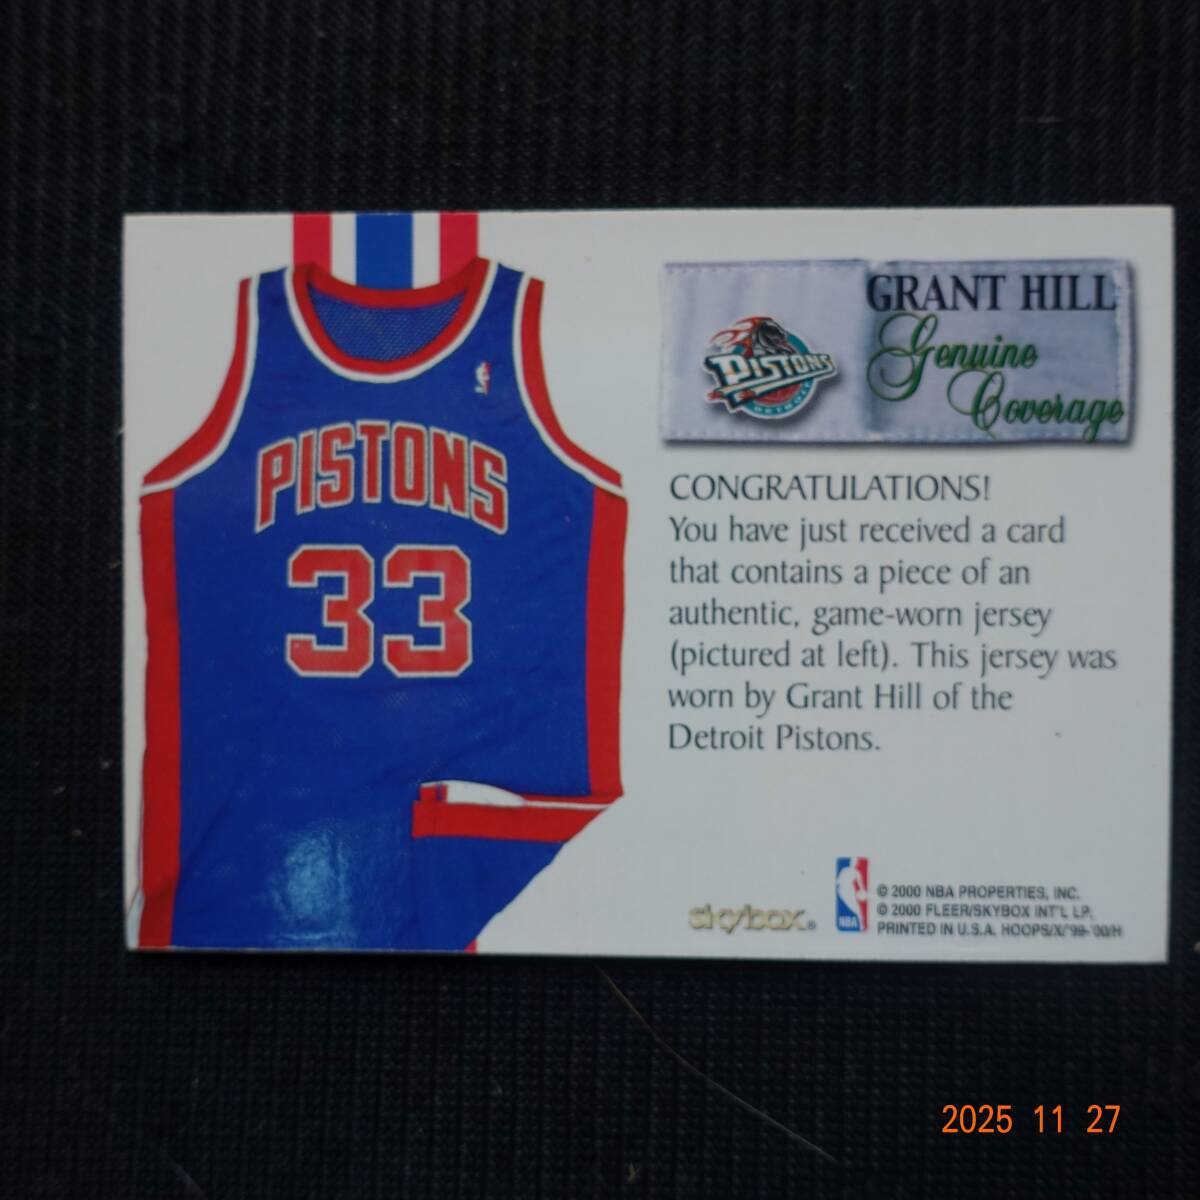 PISTONS
33
PISTONS
DETROIT
GRANT HILL
Genuine
Coverage
CONGRATULATIONS!
You have just received a card
that contains a piece of an
authentic, game-worn jersey
(pictured at left). This jersey was
worn by Grant Hill of the
Detroit Pistons.
skybox®
NBA
© 2000 NBA PROPERTIES, INC.
© 2000 FLEER/SKYBOX INT'L LP.
PRINTED IN U.S.A. HOOPS/X/'99-'00/H
2025 11 27